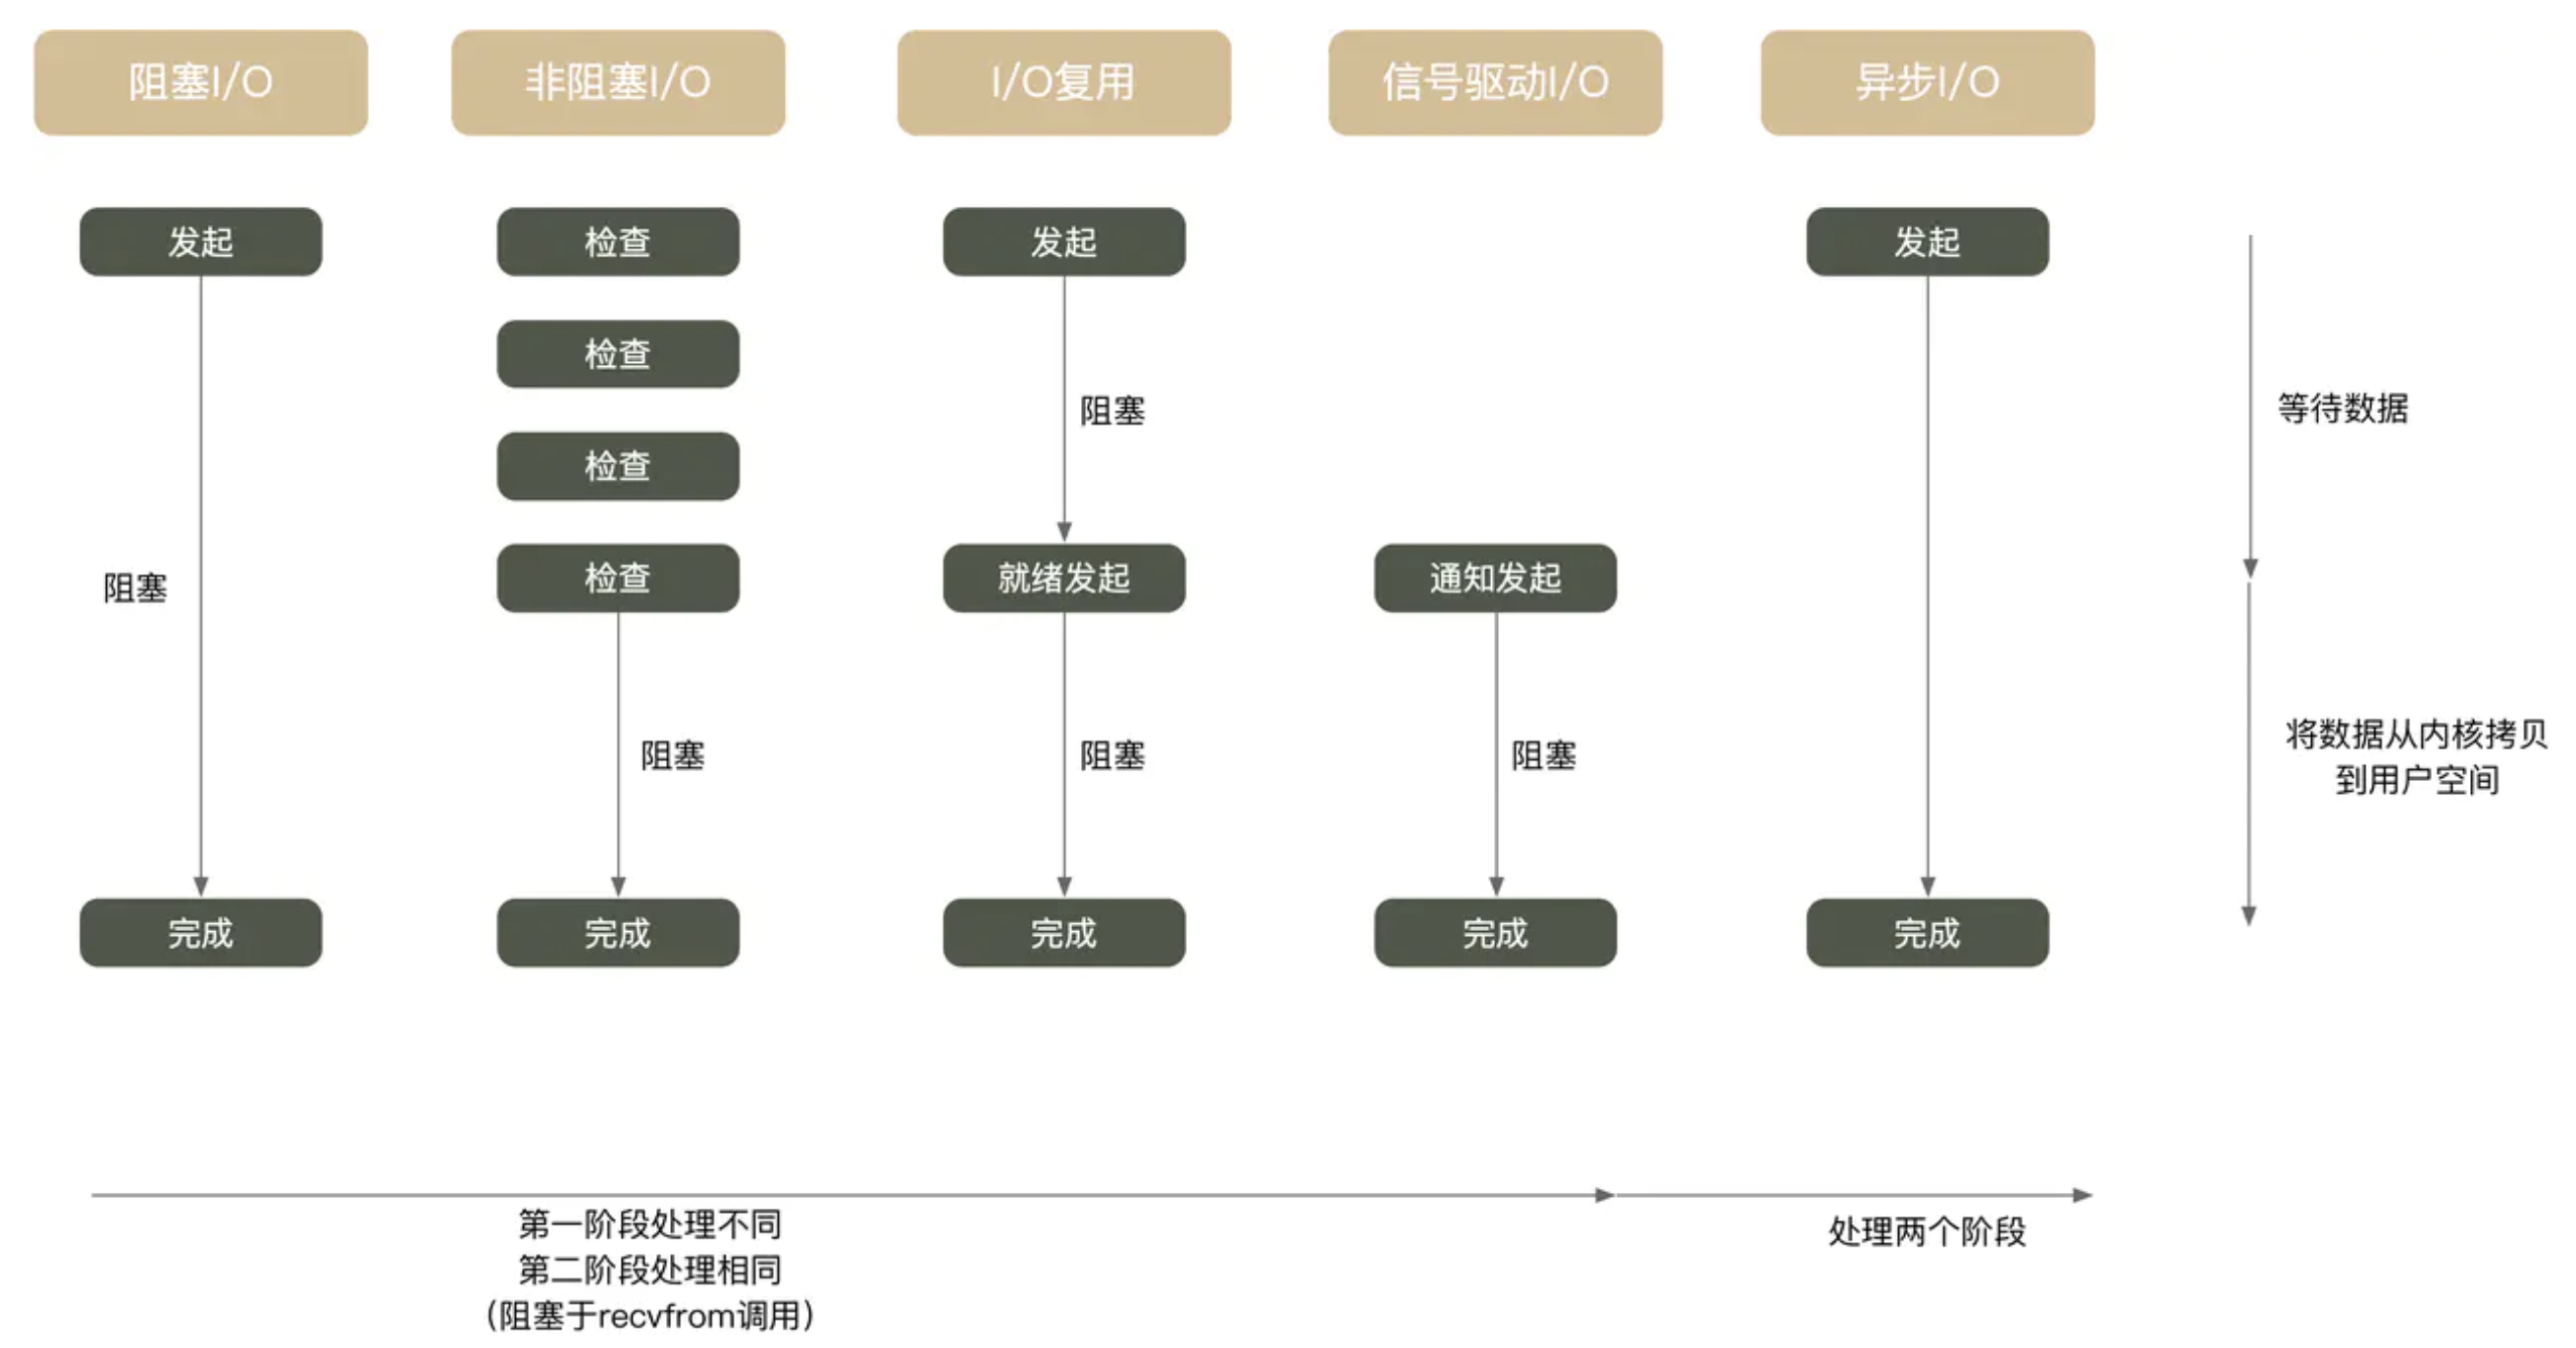 阻塞I/O
非阻塞I/O
I/O复用
信号驱动I/O
异步I/O
发起
检查
发起
发起
检查
阻塞
等待数据
检查
阻塞
检查
就绪发起
通知发起
阻塞
阻塞
阻塞
将数据从内核拷贝
到用户空间
完成
完成
完成
完成
完成
第一阶段处理不同
第二阶段处理相同
（阻塞于recvfrom调用）
处理两个阶段